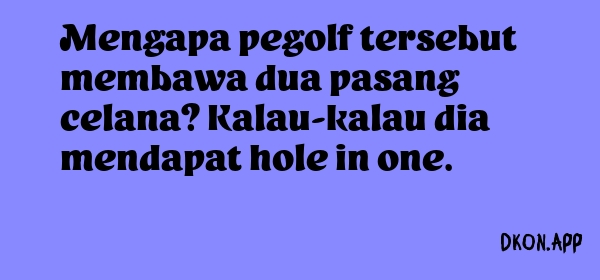 Mengapa pegolf tersebut
membawa dua pasang
celana? Kalau-kalau dia
mendapat hole in one.
DKON.APP